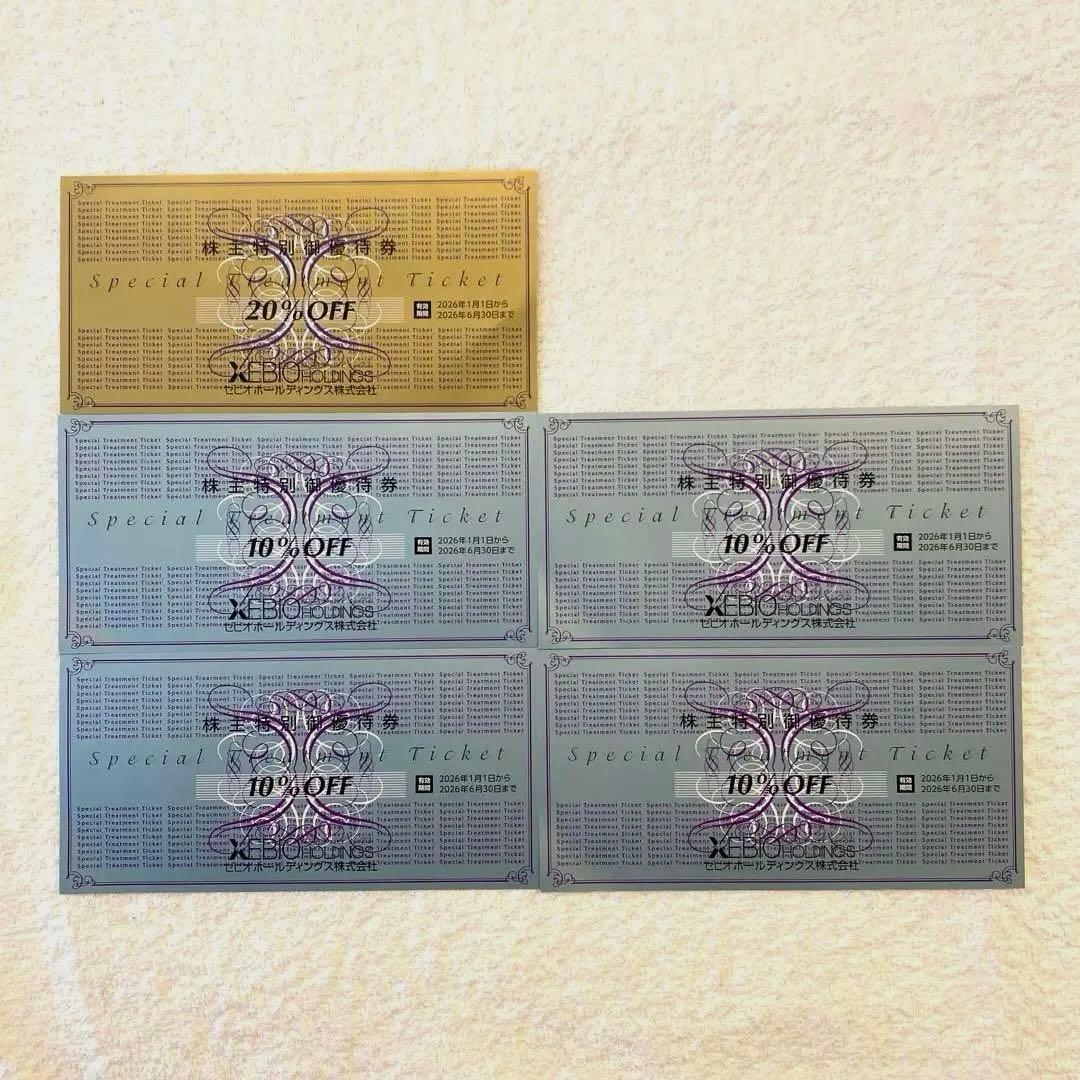 株主特別御優待券
Special Treatment Ticket
20%OFF
有効期間
2026年1月1日から
2026年6月30日まで
XEBIO HOLDINGS
ゼビオホールディングス株式会社
株主特別御優待券
Special Treatment Ticket
10%OFF
有効期間
2026年1月1日から
2026年6月30日まで
XEBIO HOLDINGS
ゼビオホールディングス株式会社
株主特別御優待券
Special Treatment Ticket
10%OFF
有効期間
2026年1月1日から
2026年6月30日まで
XEBIO HOLDINGS
ゼビオホールディングス株式会社
株主特別御優待券
Special Treatment Ticket
10%OFF
有効期間
2026年1月1日から
2026年6月30日まで
XEBIO HOLDINGS
ゼビオホールディングス株式会社
株主特別御優待券
Special Treatment Ticket
10%OFF
有効期間
2026年1月1日から
2026年6月30日まで
XEBIO HOLDINGS
ゼビオホールディングス株式会社